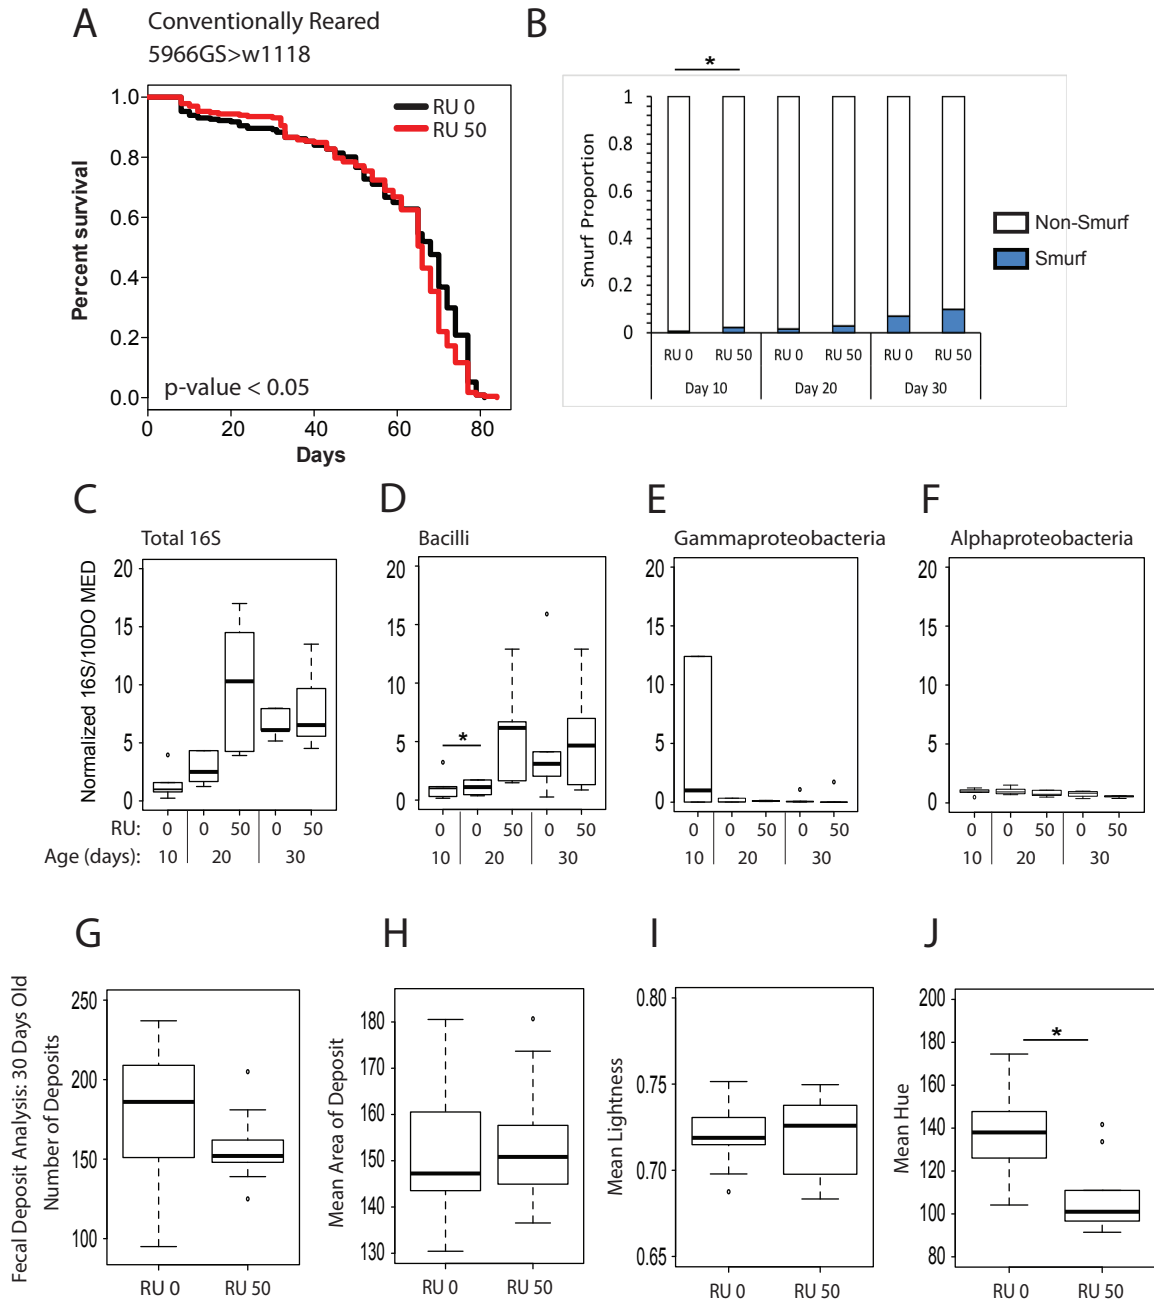 A
Conventionally Reared
5966GS>w1118
1.0
0.8
0.6
0.4
0.2
0.0
Percent survival
RU 0
RU 50
p-value < 0.05
0
20
40
60
80
Days
B
*
1
0.8
0.6
0.4
0.2
0
Smurf Proportion
Non-Smurf
Smurf
RU 0
RU 50
RU 0
RU 50
RU 0
RU 50
Day 10
Day 20
Day 30
C
Total 16S
Normalized 16S/10DO MED
20
15
10
5
0
RU:
0
0
50
0
50
Age (days):
10
20
30
D
Bacilli
20
15
10
5
0
*
0
0
50
0
50
10
20
30
E
Gammaproteobacteria
20
15
10
5
0
0
0
50
0
50
10
20
30
F
Alphaproteobacteria
20
15
10
5
0
0
0
50
0
50
10
20
30
Fecal Deposit Analysis: 30 Days Old
G
Number of Deposits
250
200
150
100
RU 0
RU 50
H
Mean Area of Deposit
180
170
160
150
140
130
RU 0
RU 50
I
Mean Lightness
0.80
0.75
0.70
0.65
RU 0
RU 50
J
Mean Hue
200
180
160
140
120
100
80
*
RU 0
RU 50